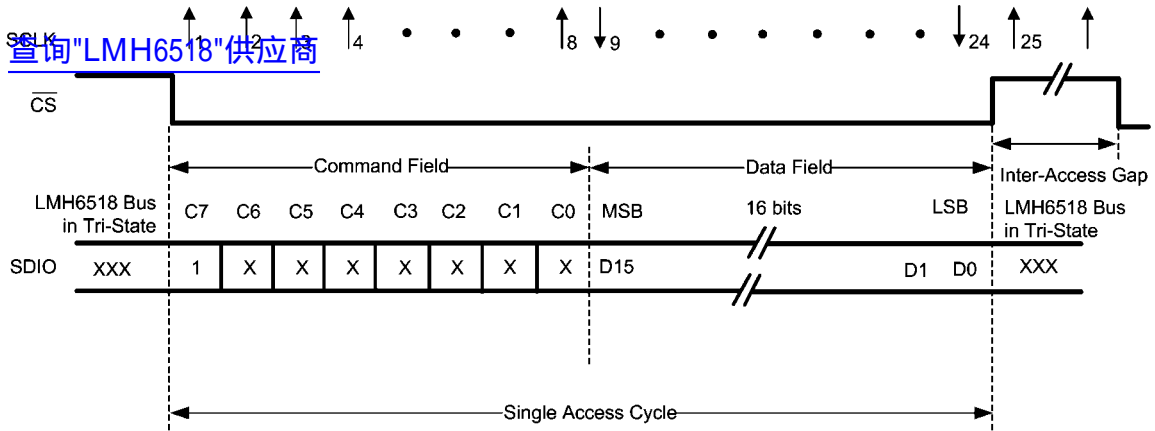 SCLK 1 2 3 4 8 9 24 25
查询"LMH6518"供应商
CS
Command Field Data Field
Inter-Access Gap
LMH6518 Bus
in Tri-State
C7 C6 C5 C4 C3 C2 C1 C0 MSB 16 bits LSB
LMH6518 Bus
in Tri-State
SDIO XXX 1 X X X X X X X D15 D1 D0 XXX
Single Access Cycle